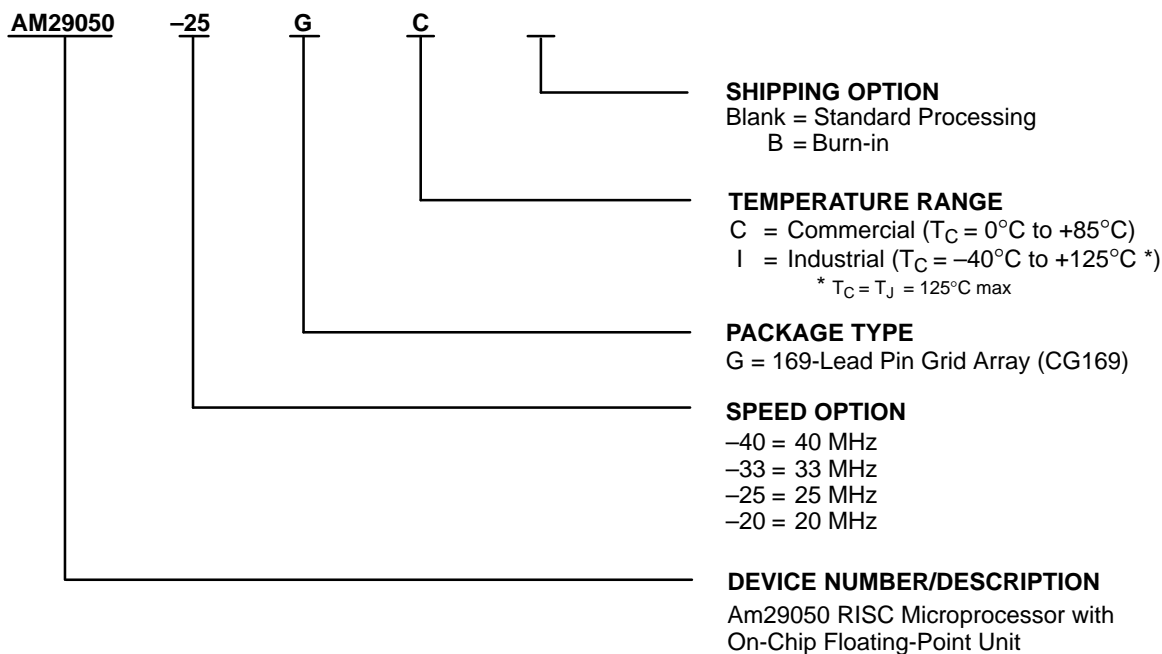 AM29050 –25 G C
SHIPPING OPTION
Blank = Standard Processing
B = Burn-in
TEMPERATURE RANGE
C = Commercial (TC = 0°C to +85°C)
I = Industrial (TC = –40°C to +125°C *)
* TC = TJ = 125°C max
PACKAGE TYPE
G = 169-Lead Pin Grid Array (CG169)
SPEED OPTION
–40 = 40 MHz
–33 = 33 MHz
–25 = 25 MHz
–20 = 20 MHz
DEVICE NUMBER/DESCRIPTION
Am29050 RISC Microprocessor with
On-Chip Floating-Point Unit